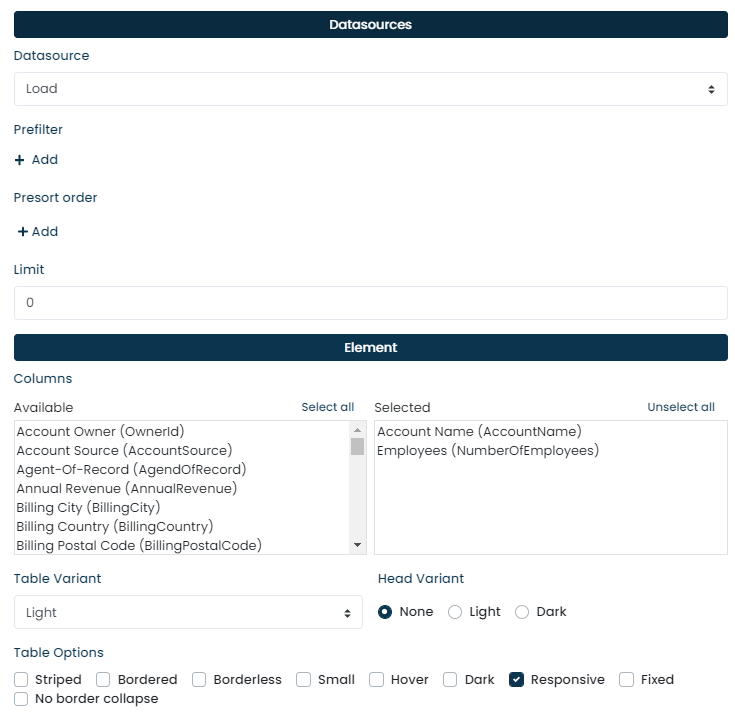 Datasources
Datasource
Load
Prefilter
+ Add
Presort order
+ Add
Limit
0
Element
Columns
Available Select all Selected Unselect all
Account Owner (OwnerId) Account Name (AccountName)
Account Source (AccountSource) Employees (NumberOfEmployees)
Agent-Of-Record (AgendOfRecord)
Annual Revenue (AnnualRevenue)
Billing City (BillingCity)
Billing Country (BillingCountry)
Billing Postal Code (BillingPostalCode)
Table Variant Head Variant
Light None Light Dark
Table Options
Striped Bordered Borderless Small Hover Dark Responsive Fixed
No border collapse